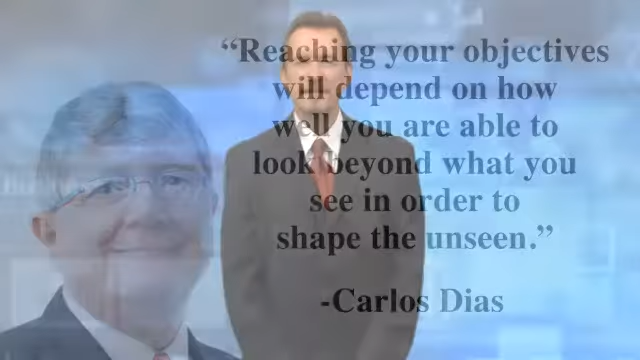 “Reaching your objectives
will depend on how
well you are able to
look beyond what you
see in order to
shape the unseen.”
-Carlos Dias